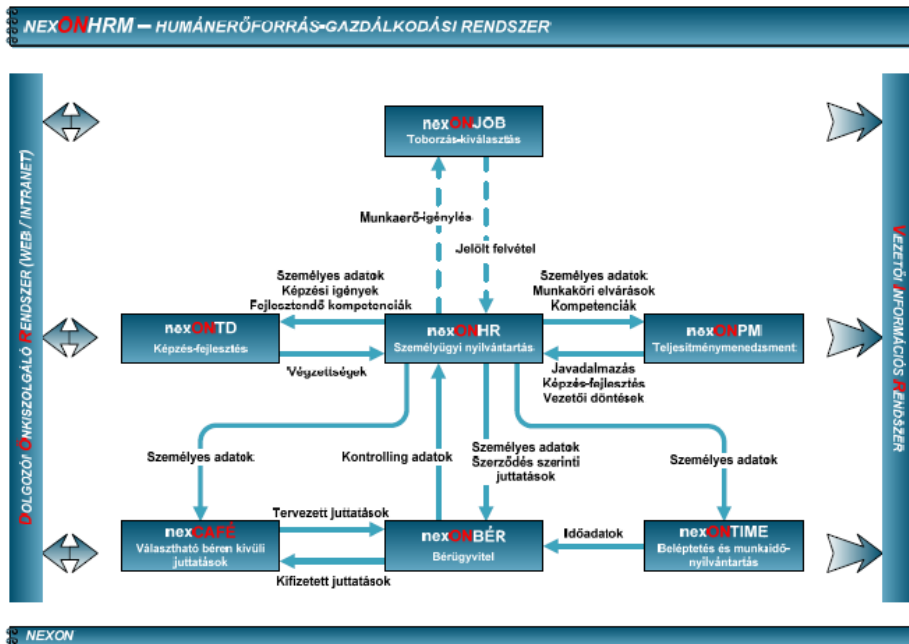 NEXONHRM – HUMÁNERŐFORRÁS-GAZDÁLKODÁSI RENDSZER
DOLGOZÓI ÖNKISZOLGÁLÓ RENDSZER (WEB / INTRANET)
VEZETŐI INFORMÁCIÓS RENDSZER
nexONJOB
Toborzás-kiválasztás
Munkaerő-igénylés
Jelölt felvétel
Személyes adatok
Képzési igények
Fejlesztendő kompetenciák
Személyes adatok
Munkaköri elvárások
Kompetenciák
nexONTD
Képzés-fejlesztés
nexONHR
Személyügyi nyilvántartás
nexONPM
Teljesítménymenedzsment
Végzettségek
Javadalmazás
Képzés-fejlesztés
Vezetői döntések
Személyes adatok
Kontrolling adatok
Személyes adatok
Szerződés szerinti
juttatások
Személyes adatok
nexCAFÉ
Választható béren kívüli
juttatások
Tervezett juttatások
Kifizetett juttatások
nexONBÉR
Bérügyvitel
Időadatok
nexONTIME
Beléptetés és munkaidő-
nyilvántartás
NEXON